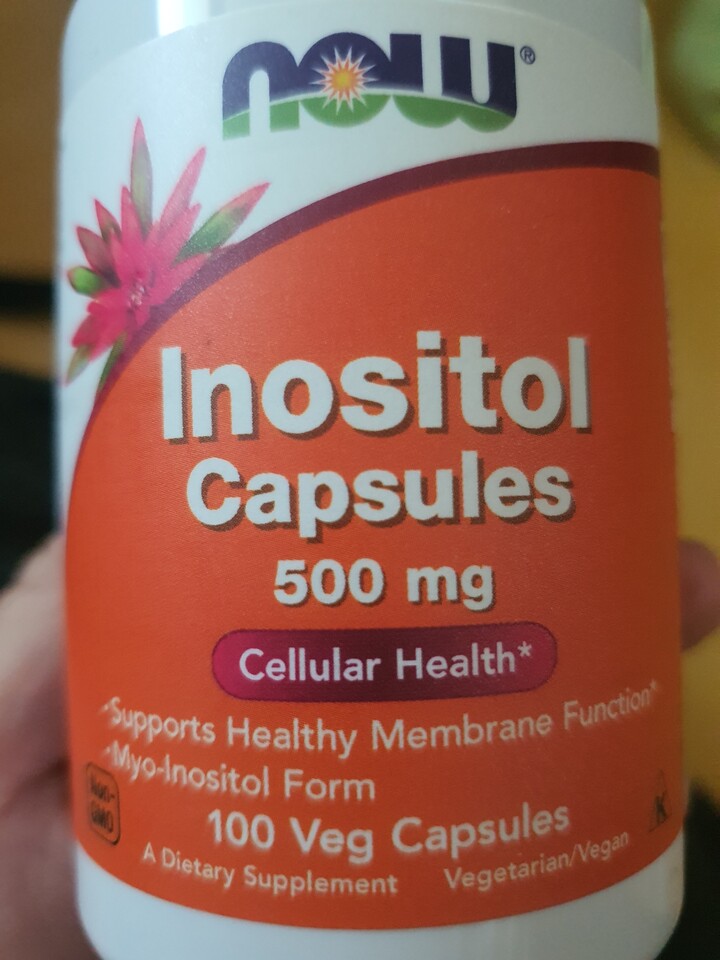 NOW®
Inositol
Capsules
500 mg
Cellular Health*
Supports Healthy Membrane Function*
Myo-Inositol Form
Non-
GMO
100 Veg Capsules
K
A Dietary Supplement Vegetarian/Vegan